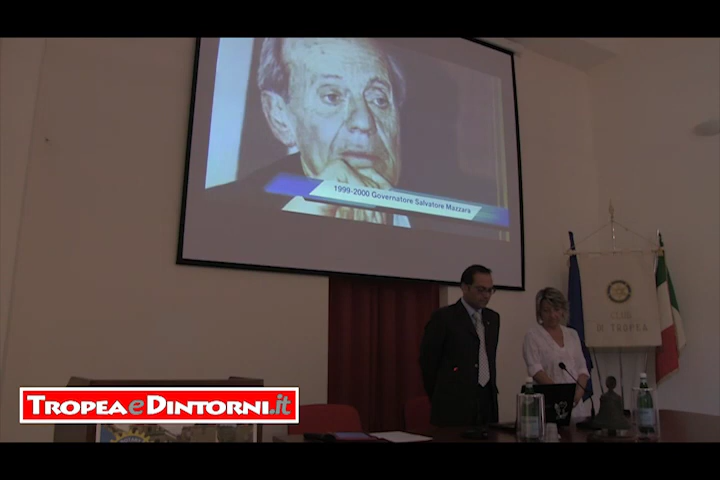 1999-2000 Governatore Salvatore Mazzara
CLUB
DI TROPEA
TROPEAeDINTORNI.it